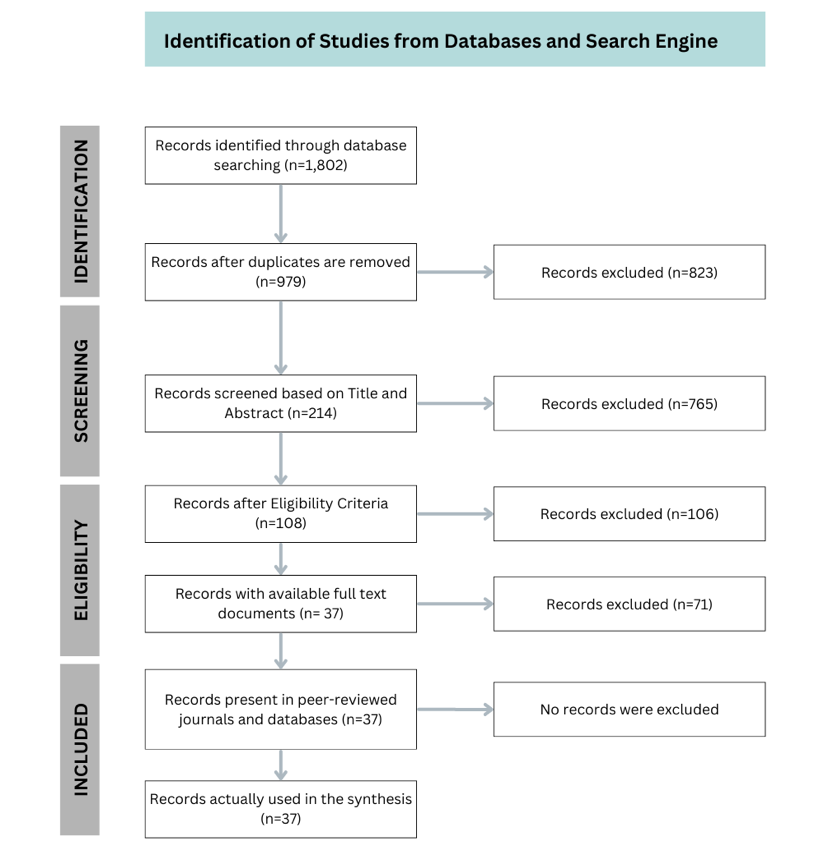 Identification of Studies from Databases and Search Engine
IDENTIFICATION
Records identified through database
searching (n=1,802)
Records after duplicates are removed
(n=979)
Records excluded (n=823)
SCREENING
Records screened based on Title and
Abstract (n=214)
Records excluded (n=765)
ELIGIBILITY
Records after Eligibility Criteria
(n=108)
Records excluded (n=106)
Records with available full text
documents (n= 37)
Records excluded (n=71)
INCLUDED
Records present in peer-reviewed
journals and databases (n=37)
No records were excluded
Records actually used in the synthesis
(n=37)